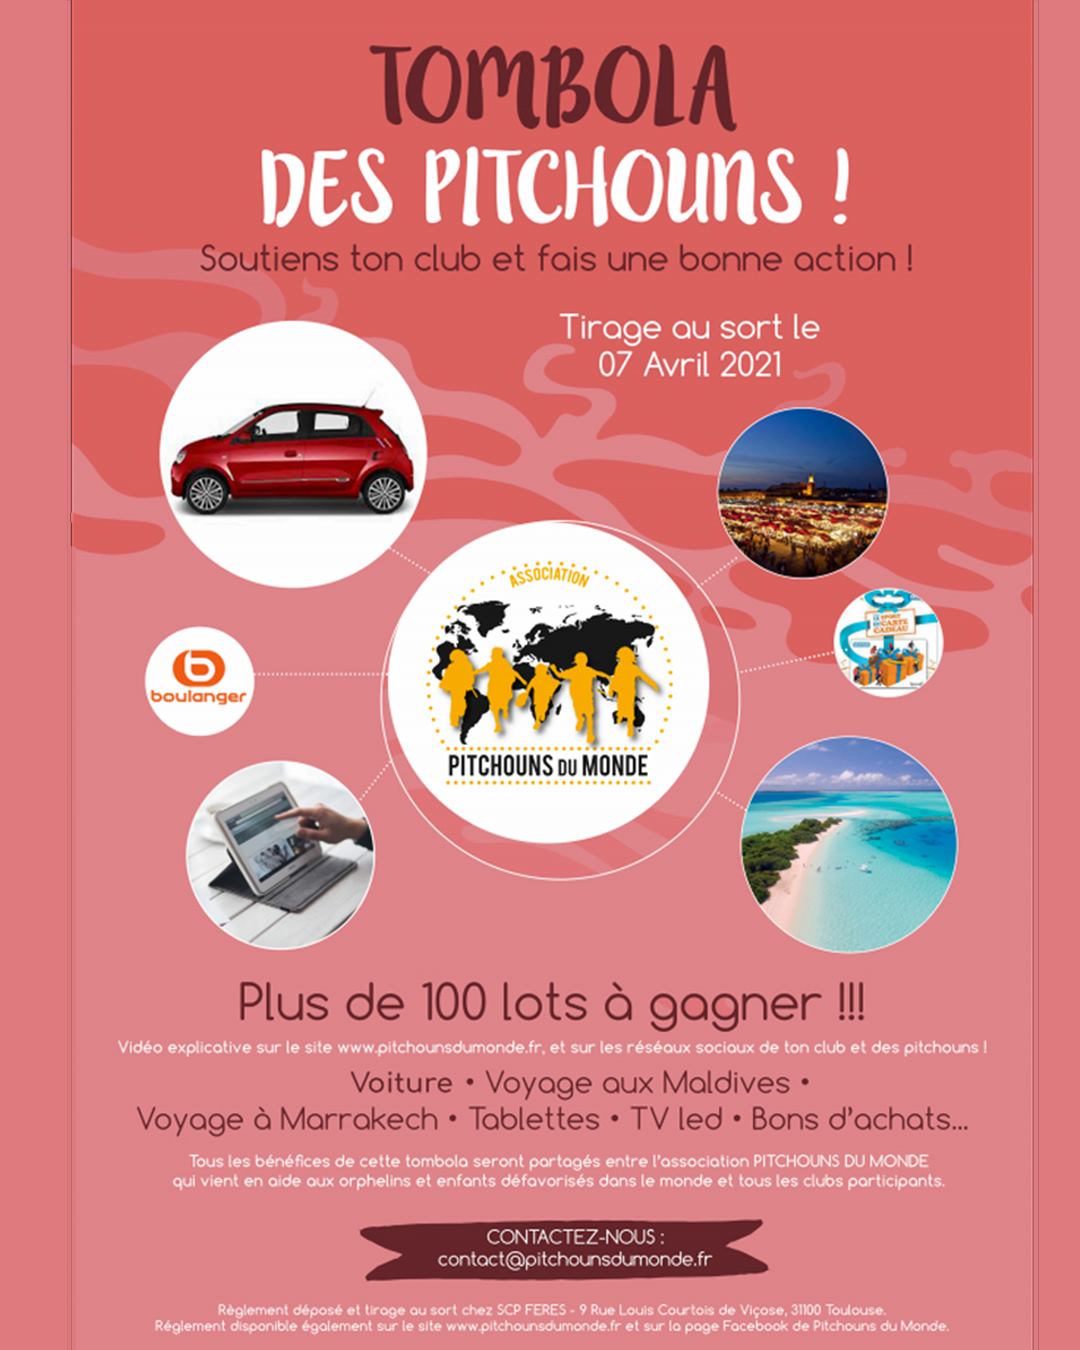 TOMBOLA
DES PITCHOUNS !
Soutiens ton club et fais une bonne action !
Tirage au sort le
07 Avril 2021
ASSOCIATION
CARTE
CADEAU
boulanger
PITCHOUNS DU MONDE
Plus de 100 lots à gagner !!!
Vidéo explicative sur le site www.pitchounsdumonde.fr, et sur les réséaux sociaux de ton club et des pitchouns !
Voiture • Voyage aux Maldives •
Voyage à Marrakech • Tablettes • TV led • Bons d'achats...
Tous les bénéfices de cette tombola seront partagés entre l'association PITCHOUNS DU MONDE
qui vient en aide aux orphelins et enfants défavorisés dans le monde et tous les clubs participants.
CONTACTEZ-NOUS :
contact@pitchounsdumonde.fr
Règlement déposé et tirage au sort chez SCP FERES - 9 Rue Louis Courtois de Viçose, 31100 Toulouse.
Réglement disponible également sur le site www.pitchounsdumonde.fr et sur la page Facebook de Pitchouns du Monde.